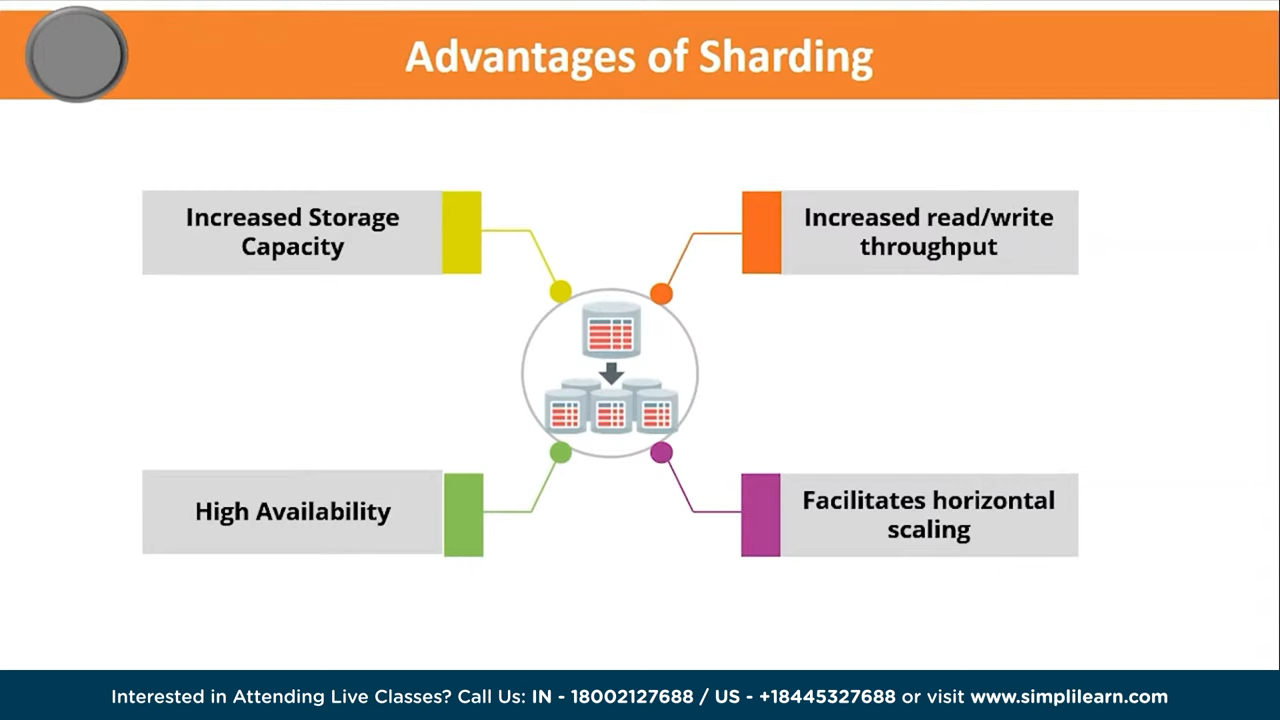 Advantages of Sharding
Increased Storage
Capacity
Increased read/write
throughput
High Availability
Facilitates horizontal
scaling
Interested in Attending Live Classes? Call Us: IN - 18002127688 / US - +18445327688 or visit www.simplilearn.com